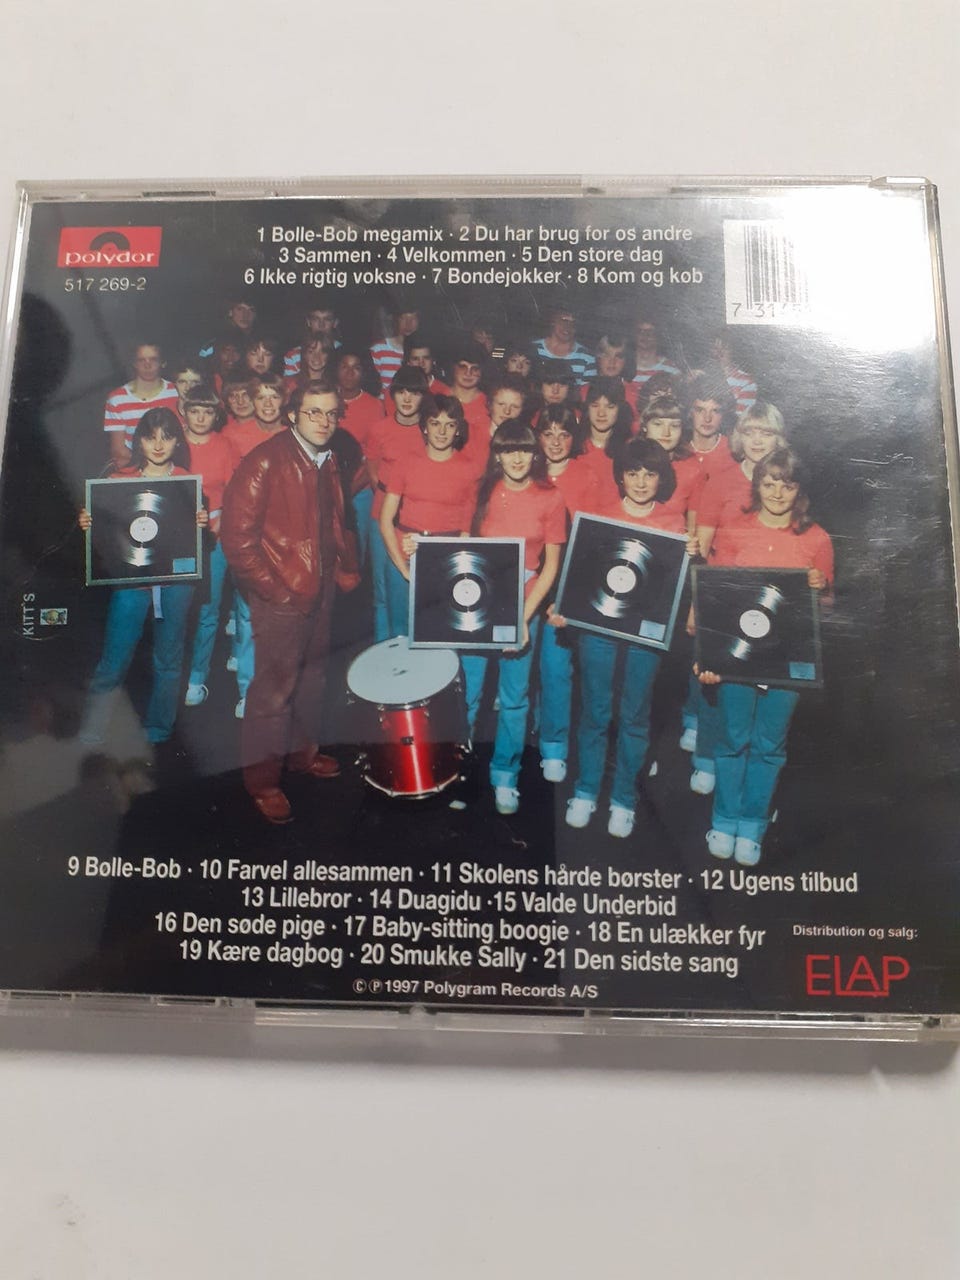 polydor
517 269-2
1 Bølle-Bob megamix · 2 Du har brug for os andre
3 Sammen · 4 Velkommen · 5 Den store dag
6 Ikke rigtig voksne · 7 Bondejokker · 8 Kom og køb
7 314
KITT'S
9 Bølle-Bob · 10 Farvel allesammen · 11 Skolens hårde børster · 12 Ugens tilbud
13 Lillebror · 14 Duagidu · 15 Valde Underbid
16 Den søde pige · 17 Baby-sitting boogie · 18 En ulækker fyr
19 Kære dagbog · 20 Smukke Sally · 21 Den sidste sang
Distribution og salg:
ELAP
©℗1997 Polygram Records A/S